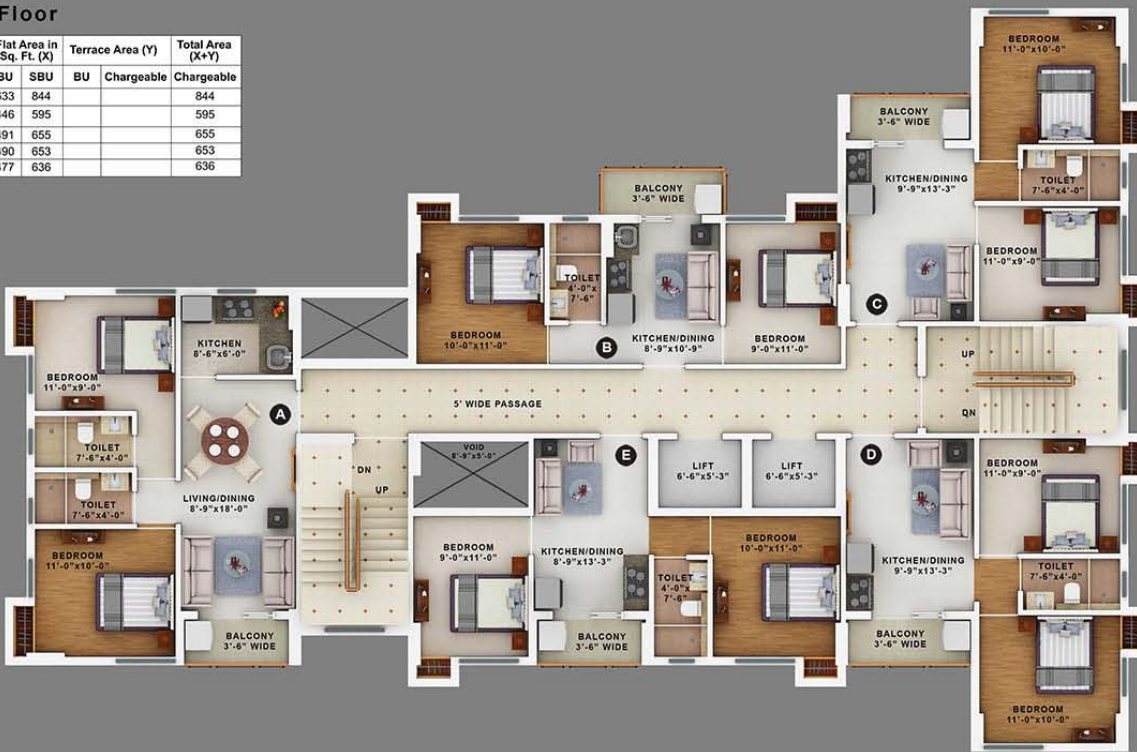 Floor
Flat Area in Sq. Ft. (X) Terrace Area (Y) Total Area (X+Y)
BU SBU BU Chargeable Chargeable
633 844 844
446 595 595
491 655 655
490 653 653
477 636 636
BEDROOM
11'-0"x10'-0"
BALCONY
3'-6" WIDE
KITCHEN/DINING
9'-9"x13'-3"
TOILET
7'-6"x4'-0"
BEDROOM
11'-0"x9'-0"
C
BALCONY
3'-6" WIDE
TOILET
4'-0"x
7'-6"
BEDROOM
10'-0"x11'-0"
B
KITCHEN/DINING
8'-9"x10'-9"
BEDROOM
9'-0"x11'-0"
KITCHEN
8'-6"x6'-0"
BEDROOM
11'-0"x9'-0"
A
5' WIDE PASSAGE
UP
DN
TOILET
7'-6"x4'-0"
TOILET
7'-6"x4'-0"
LIVING/DINING
8'-9"x18'-0"
BEDROOM
11'-0"x10'-0"
BALCONY
3'-6" WIDE
DN
UP
VOID
8'-9"x5'-0"
E
LIFT
6'-6"x5'-3"
LIFT
6'-6"x5'-3"
D
BEDROOM
9'-0"x11'-0"
KITCHEN/DINING
8'-9"x13'-3"
TOILET
4'-0"x
7'-6"
BEDROOM
10'-0"x11'-0"
BALCONY
3'-6" WIDE
KITCHEN/DINING
9'-9"x13'-3"
BEDROOM
11'-0"x9'-0"
TOILET
7'-6"x4'-0"
BALCONY
3'-6" WIDE
BEDROOM
11'-0"x10'-0"